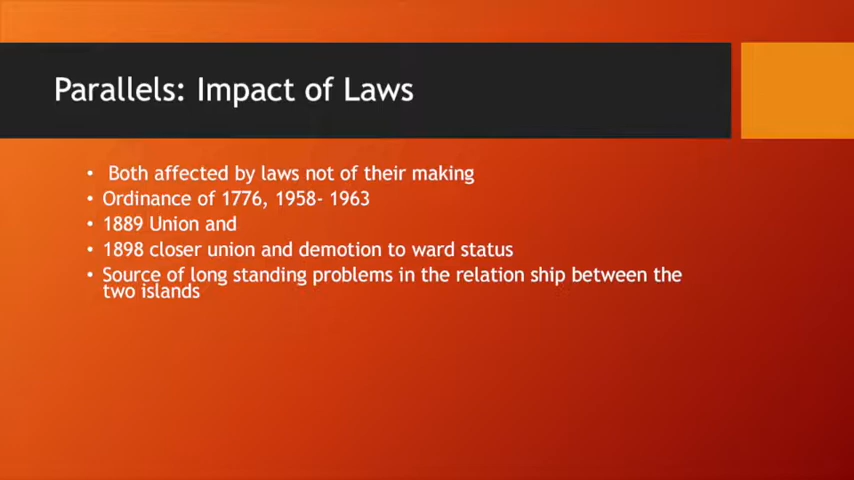 Parallels: Impact of Laws
• Both affected by laws not of their making
• Ordinance of 1776, 1958- 1963
• 1889 Union and
• 1898 closer union and demotion to ward status
• Source of long standing problems in the relation ship between the
two islands